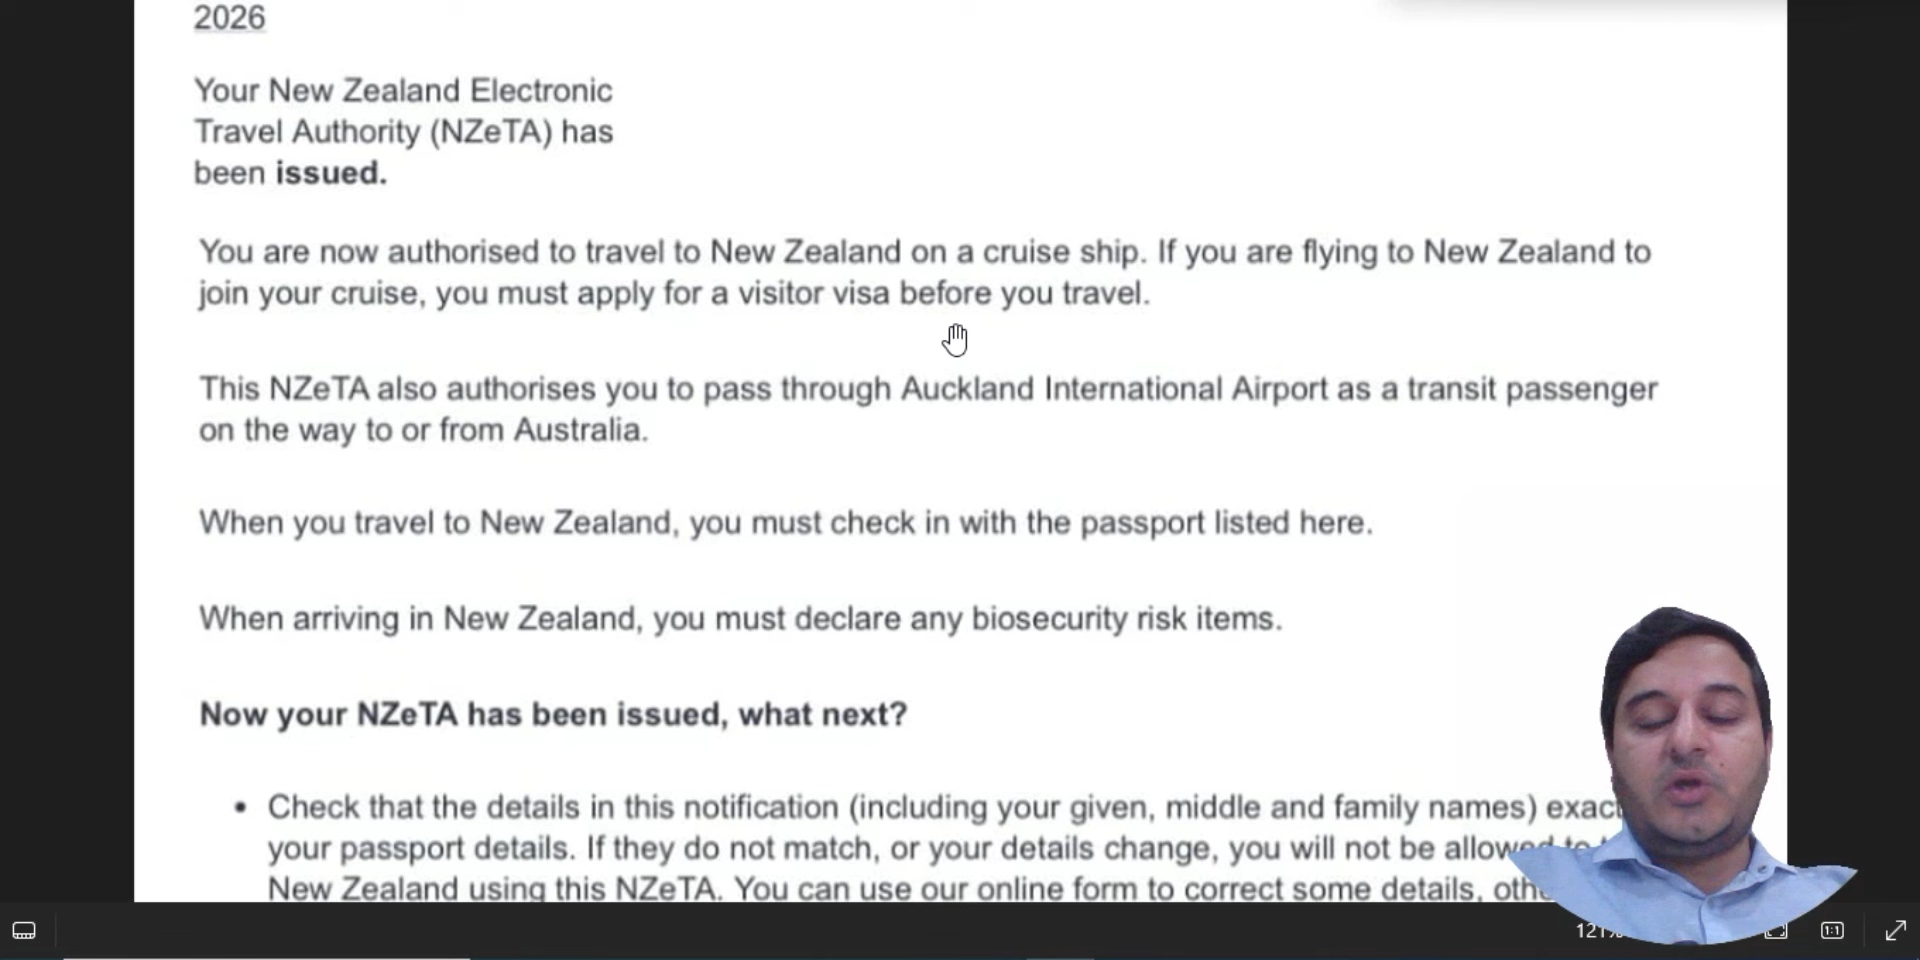 2026
Your New Zealand Electronic
Travel Authority (NZeTA) has
been issued.
You are now authorised to travel to New Zealand on a cruise ship. If you are flying to New Zealand to
join your cruise, you must apply for a visitor visa before you travel.
This NZeTA also authorises you to pass through Auckland International Airport as a transit passenger
on the way to or from Australia.
When you travel to New Zealand, you must check in with the passport listed here.
When arriving in New Zealand, you must declare any biosecurity risk items.
Now your NZeTA has been issued, what next?
• Check that the details in this notification (including your given, middle and family names)
your passport details. If they do not match, or your details change, you will not be allowed to
New Zealand using this NZeTA. You can use our online form to correct some details,
1:1